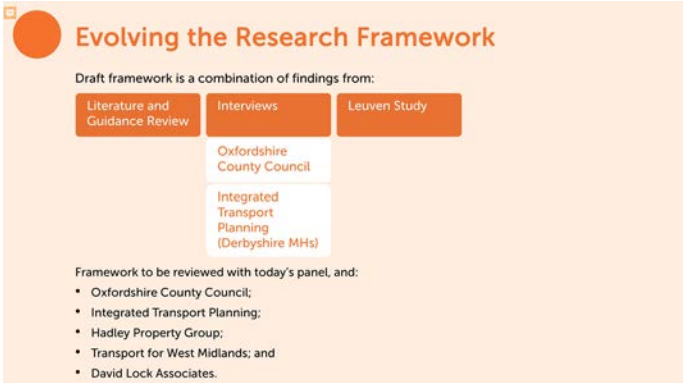 Evolving the Research Framework
Draft framework is a combination of findings from:
Literature and
Guidance Review
Interviews
Leuven Study
Oxfordshire
County Council
Integrated
Transport
Planning
(Derbyshire MHs)
Framework to be reviewed with today's panel, and:
• Oxfordshire County Council;
• Integrated Transport Planning;
• Hadley Property Group;
• Transport for West Midlands; and
• David Lock Associates.